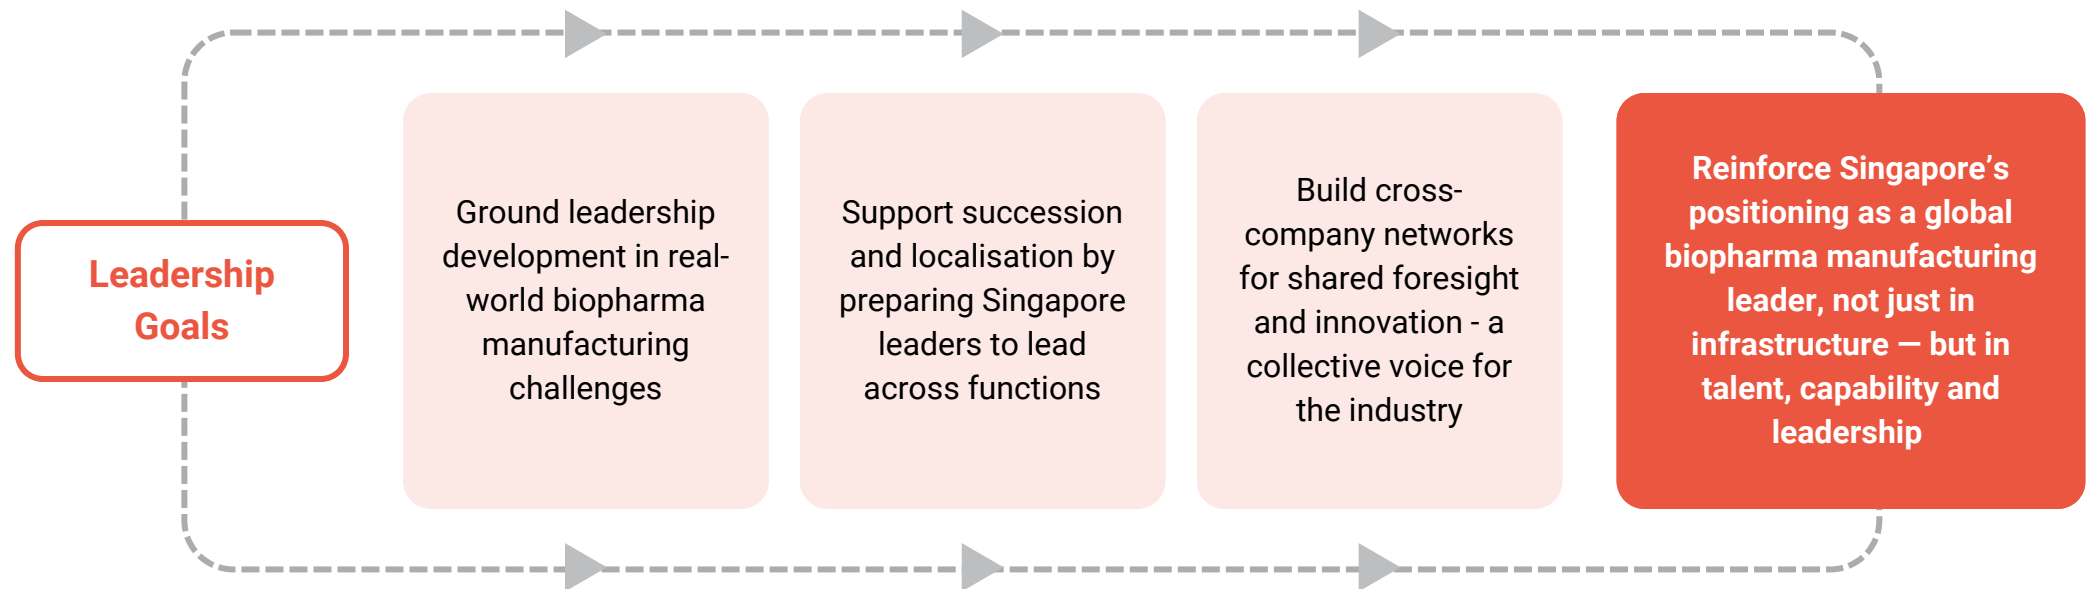 Leadership
Goals
Ground leadership
development in real-
world biopharma
manufacturing
challenges
Support succession
and localisation by
preparing Singapore
leaders to lead
across functions
Build cross-
company networks
for shared foresight
and innovation - a
collective voice for
the industry
Reinforce Singapore’s
positioning as a global
biopharma manufacturing
leader, not just in
infrastructure — but in
talent, capability and
leadership